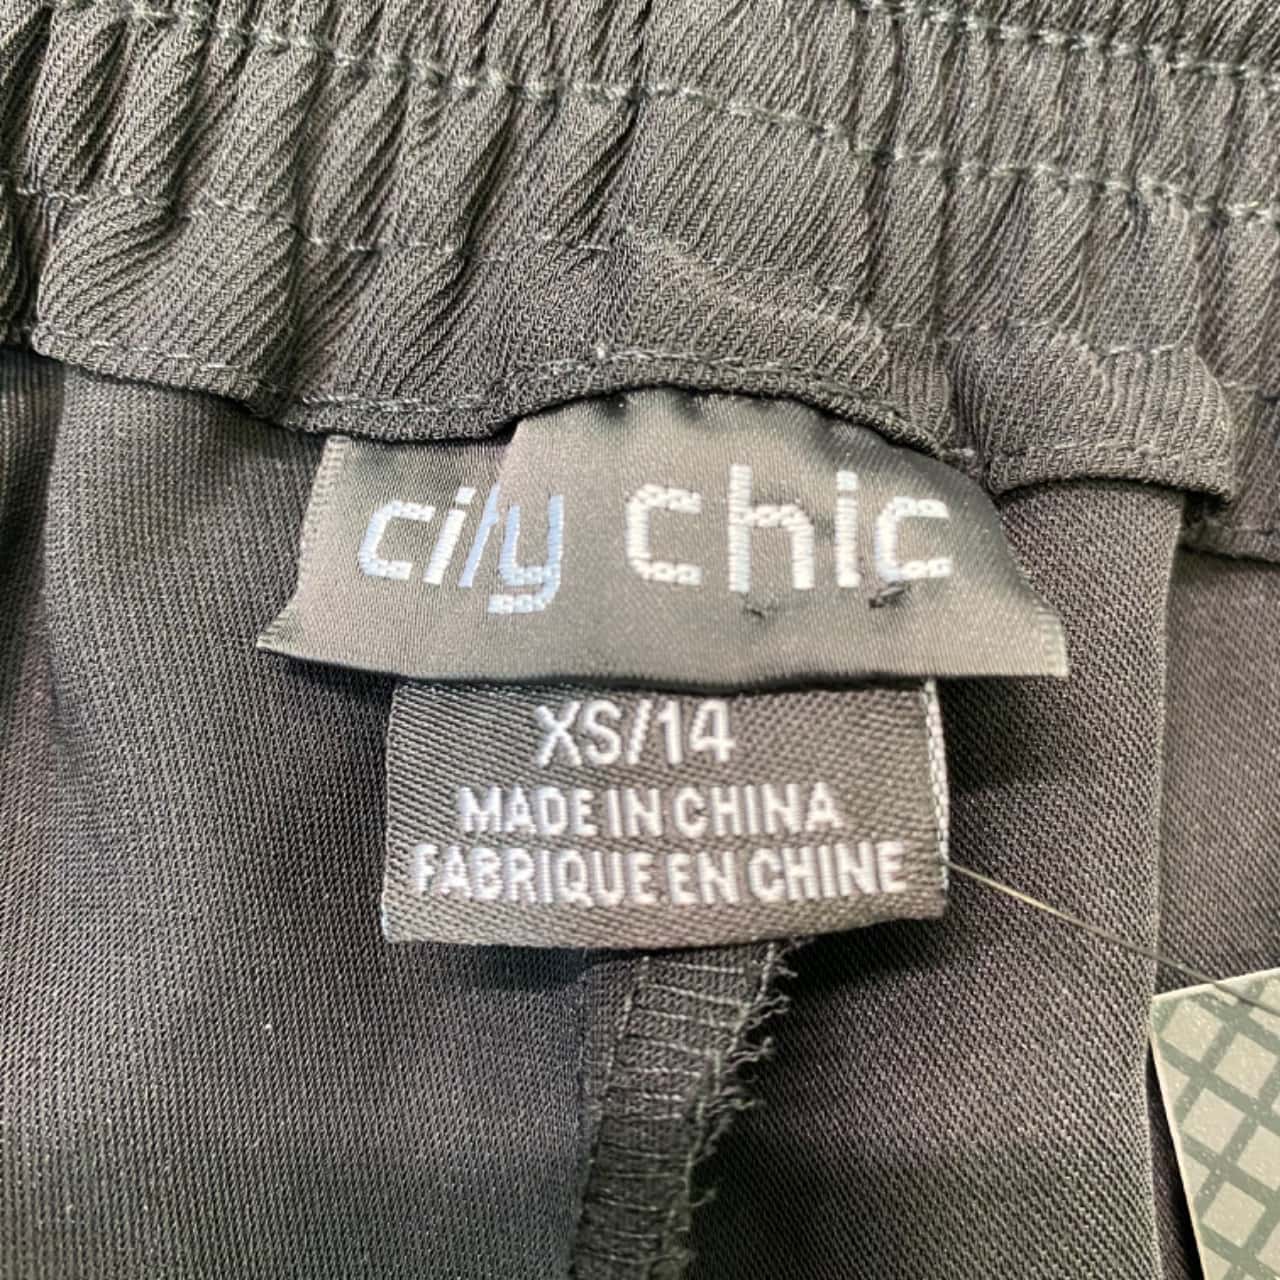 city chic
XS/14
MADE IN CHINA
FABRIQUE EN CHINE